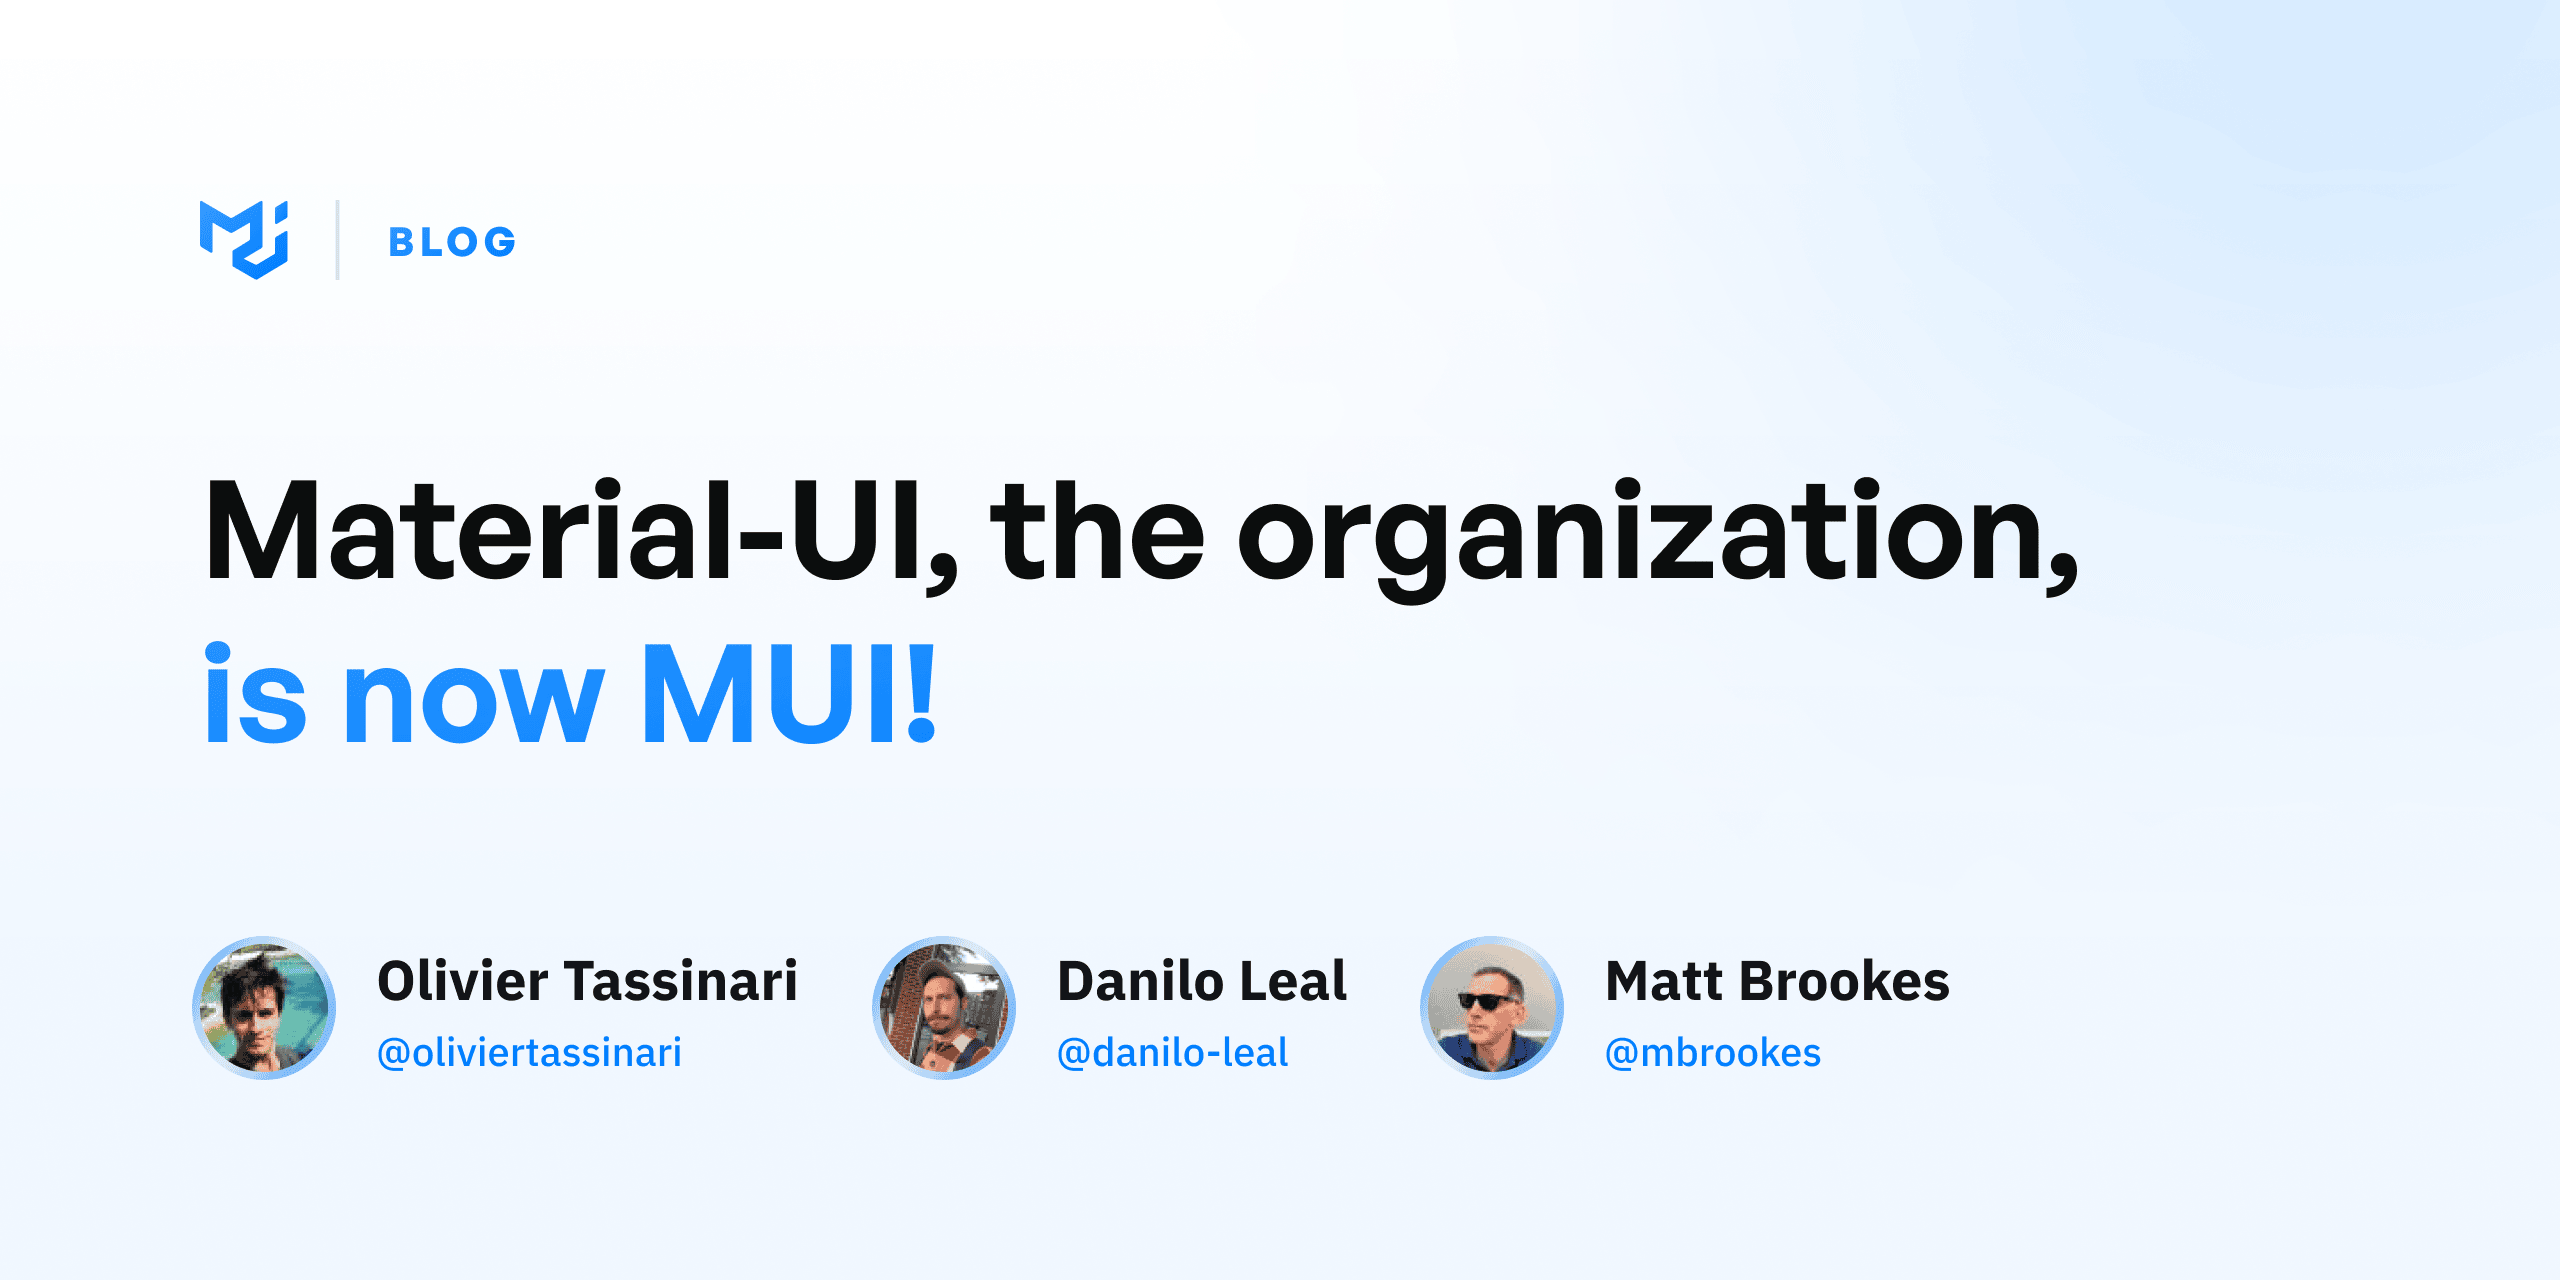 BLOG
Material-UI, the organization,
is now MUI!
Olivier Tassinari
@oliviertassinari
Danilo Leal
@danilo-leal
Matt Brookes
@mbrookes